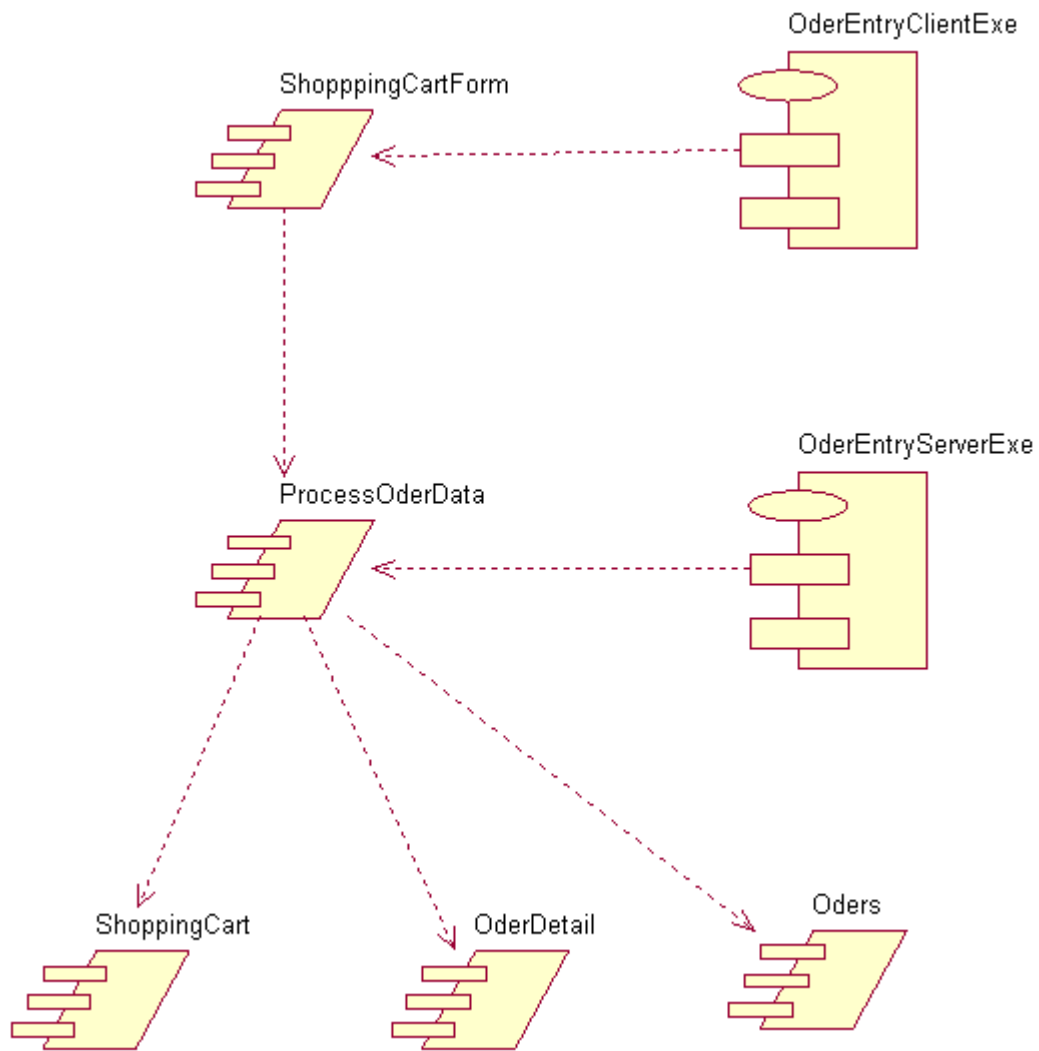 OderEntryClientExe
ShopppingCartForm
OderEntryServerExe
ProcessOderData
Oders
ShoppingCart
OderDetail